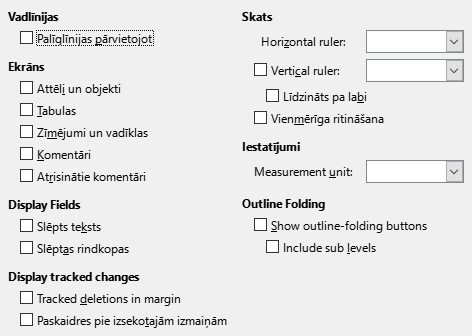 Vadlīnijas
Palīglīnijas pārvietojot
Ekrāns
Attēli un objekti
Tabulas
Zīmējumi un vadīklas
Komentāri
Atrisinātie komentāri
Display Fields
Slēpts teksts
Slēptas rindkopas
Display tracked changes
Tracked deletions in margin
Paskaidres pie izsekotajām izmaiņām
Skats
Horizontal ruler:
Vertical ruler:
Līdzināts pa labi
Vienmērīga ritināšana
Iestatījumi
Measurement unit:
Outline Folding
Show outline-folding buttons
Include sub levels